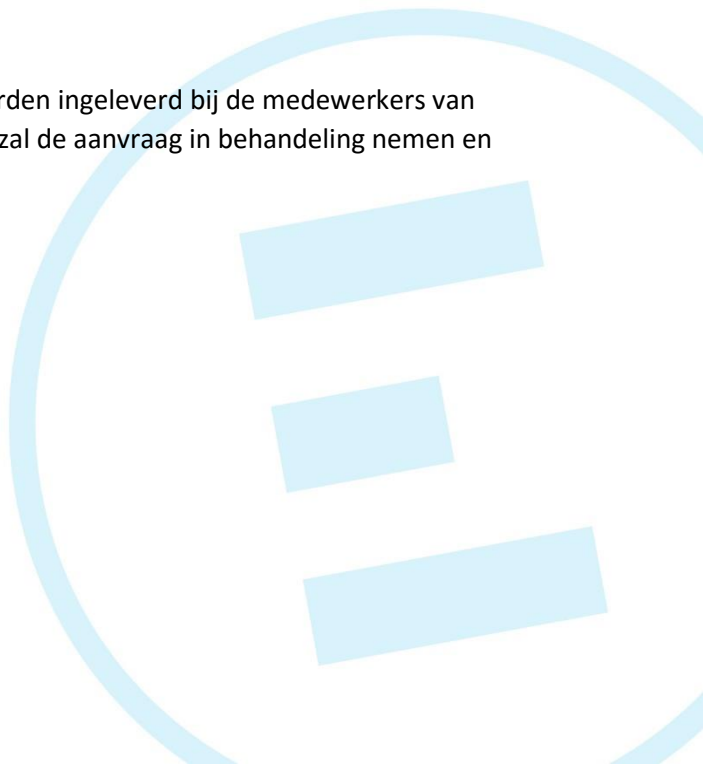 rden ingeleverd bij de medewerkers van
zal de aanvraag in behandeling nemen en